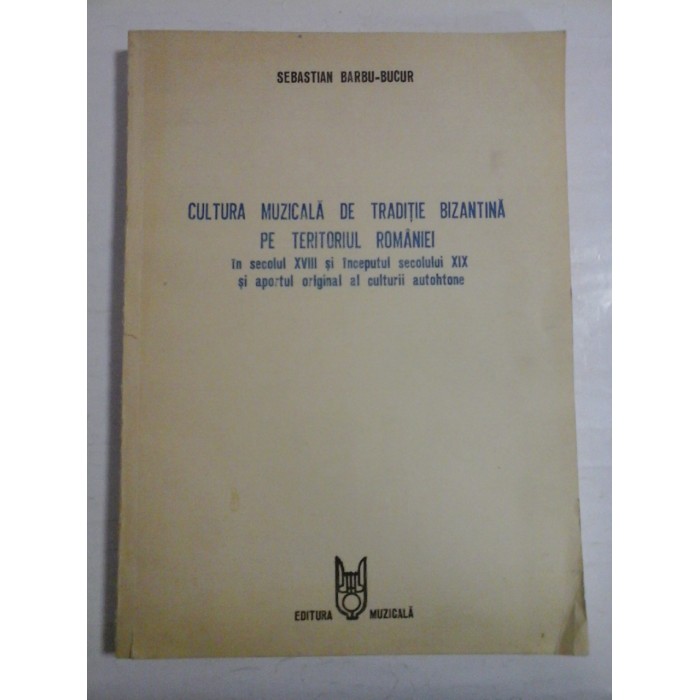 SEBASTIAN BARBU-BUCUR
CULTURA MUZICALĂ DE TRADIȚIE BIZANTINĂ
PE TERITORIUL ROMÂNIEI
în secolul XVIII și începutul secolului XIX
și aportul original al culturii autohtone
EDITURA MUZICALĂ